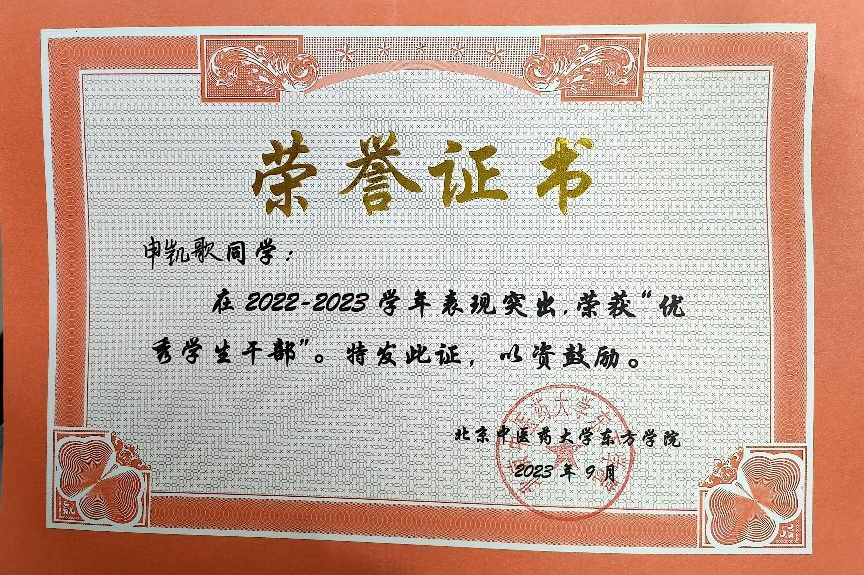 荣誉证书
申凯歌同学：
在2022-2023学年表现突出，荣获“优
秀学生干部”。特发此证，以资鼓励。
北京中医药大学东方学院
2023年9月